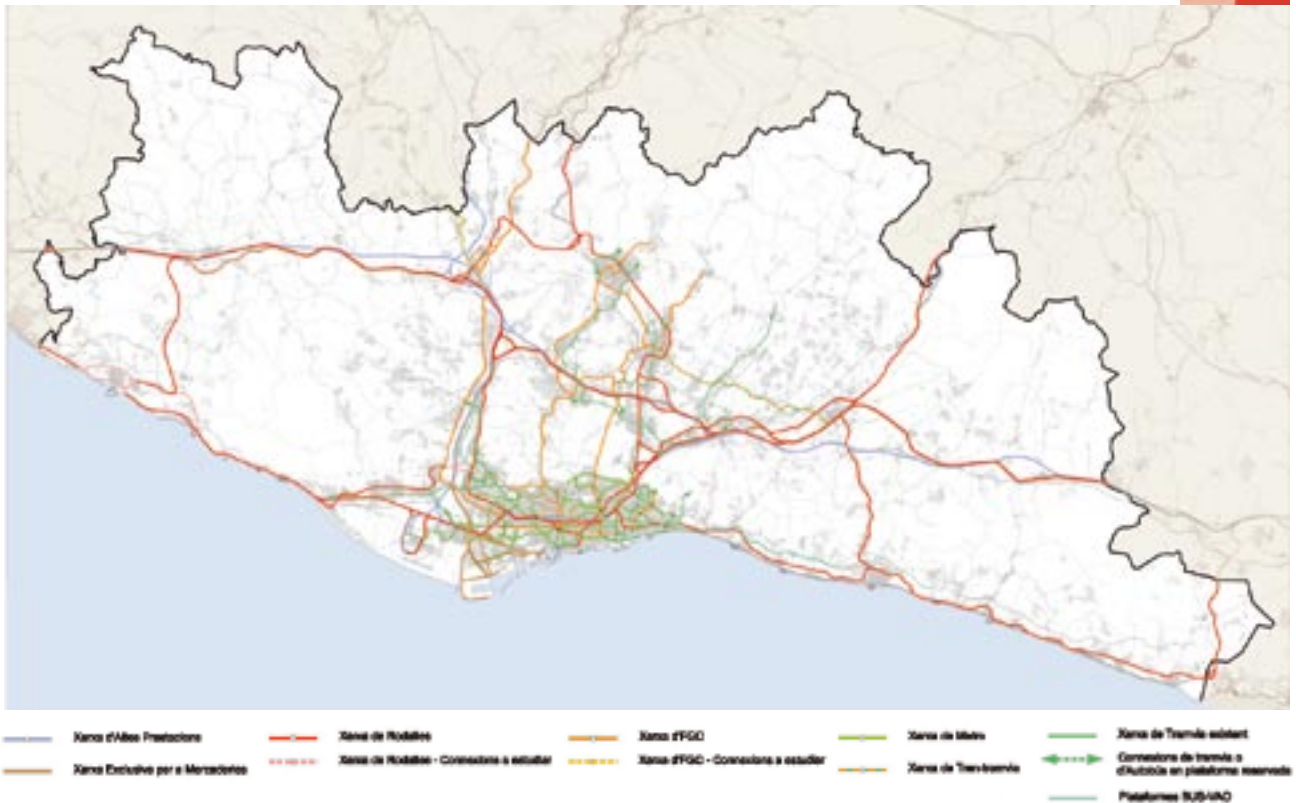 Xarxa d'Altes Prestacions
Xarxa Exclusiva per a Mercaderies
Xarxa de Rodalies
Xarxa de Rodalies - Connexions a estudiar
Xarxa d'FGC
Xarxa d'FGC - Connexions a estudiar
Xarxa de Metro
Xarxa de Tren-tramvia
Xarxa de Tramvia existent
Connexions de tramvia o
d'Autobús en plataforma reservada
Plataformes BUS-VAO